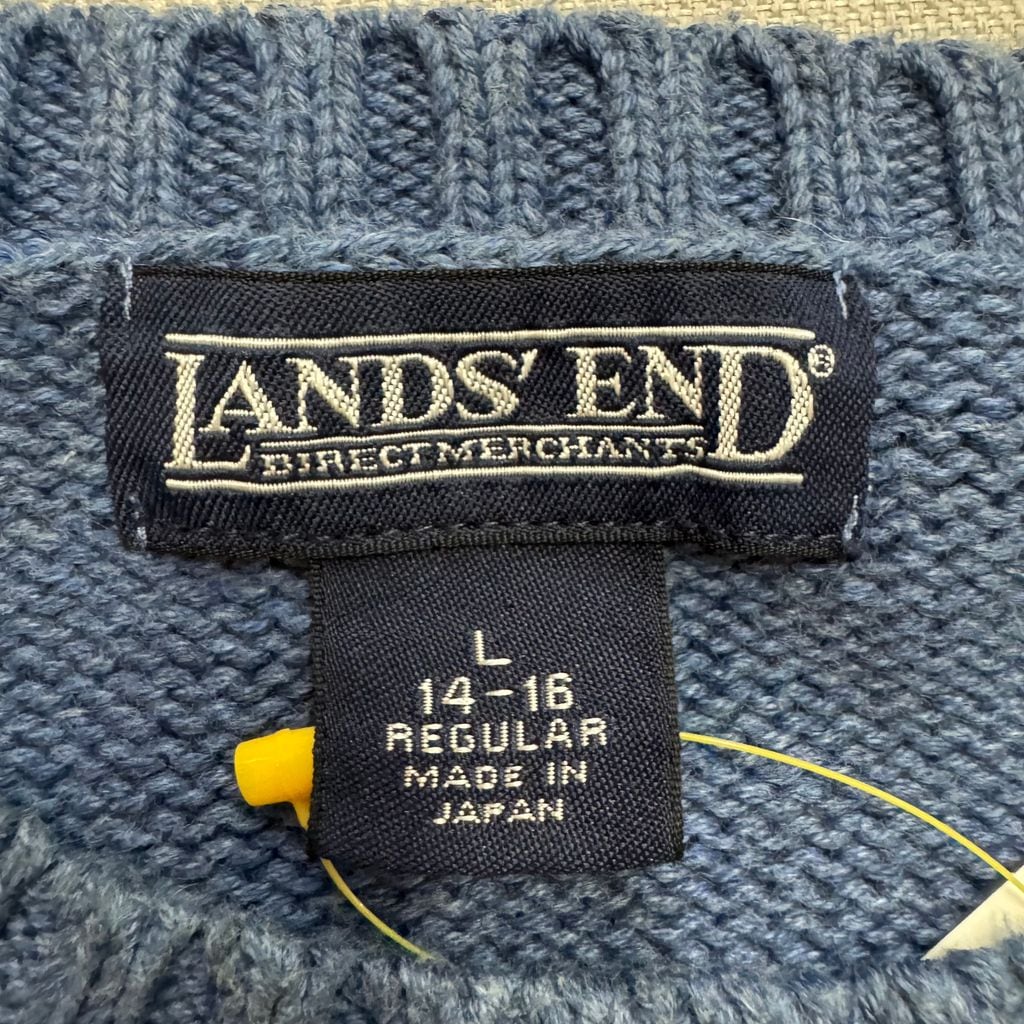 LANDS' END®
DIRECT MERCHANTS
L
14-16
REGULAR
MADE IN
JAPAN